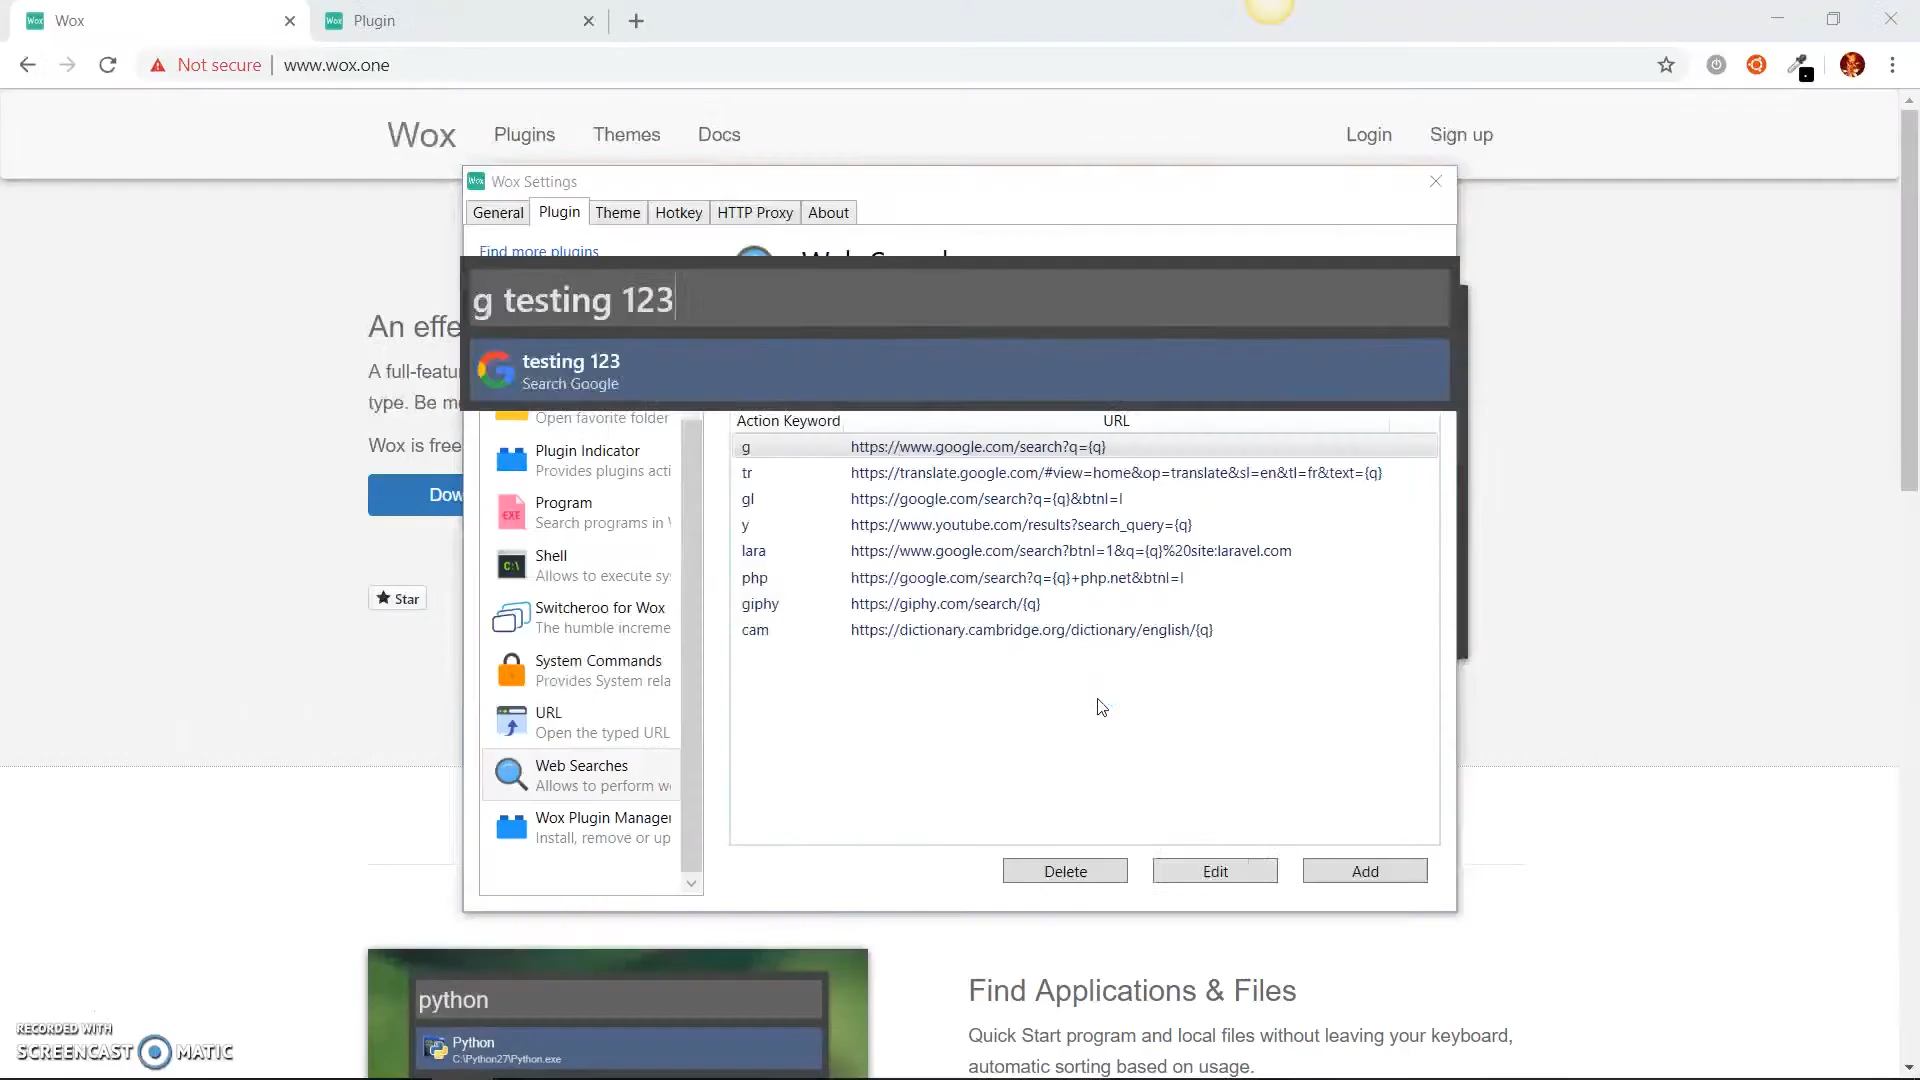 Wox
Plugin
Not secure
www.wox.one
Wox
Plugins
Themes
Docs
Login
Sign up
Wox Settings
General
Plugin
Theme
Hotkey
HTTP Proxy
About
Find more plugins
g testing 123
testing 123
Search Google
An effe
A full-featu
type. Be m
Wox is free
Dow
Star
Open favorite folder
Plugin Indicator
Provides plugins acti
Program
Search programs in
Shell
Allows to execute sy
Switcheroo for Wox
The humble increme
System Commands
Provides System rela
URL
Open the typed URL
Web Searches
Allows to perform w
Wox Plugin Manager
Install, remove or up
Action Keyword URL
g https://www.google.com/search?q={q}
tr https://translate.google.com/#view=home&op=translate&sl=en&tl=fr&text={q}
gl https://google.com/search?q={q}&btnI=I
y https://www.youtube.com/results?search_query={q}
lara https://www.google.com/search?btnI=1&q={q}%20site:laravel.com
php https://google.com/search?q={q}+php.net&btnI=I
giphy https://giphy.com/search/{q}
cam https://dictionary.cambridge.org/dictionary/english/{q}
Delete
Edit
Add
python
Python
C:\Python27\Python.exe
Find Applications & Files
Quick Start program and local files without leaving your keyboard,
automatic sorting based on usage.
RECORDED WITH
SCREENCAST MATIC